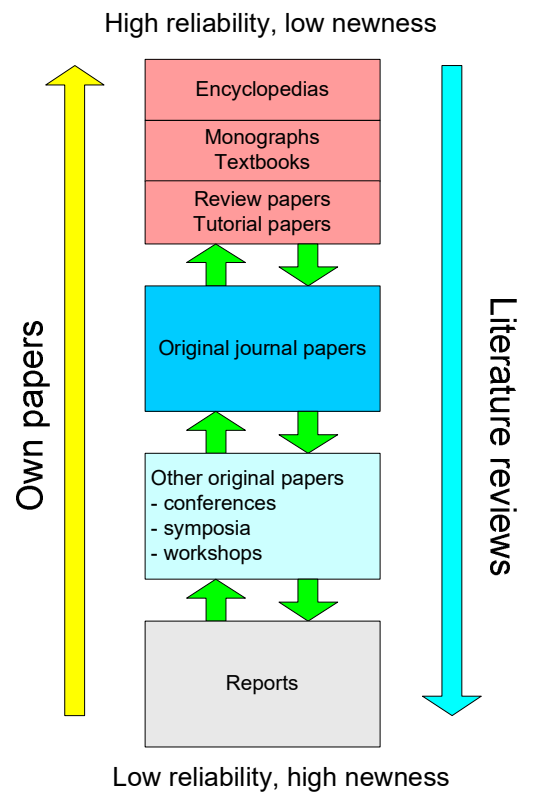 High reliability, low newness
Encyclopedias
Monographs
Textbooks
Review papers
Tutorial papers
Original journal papers
Own papers
Literature reviews
Other original papers
- conferences
- symposia
- workshops
Reports
Low reliability, high newness